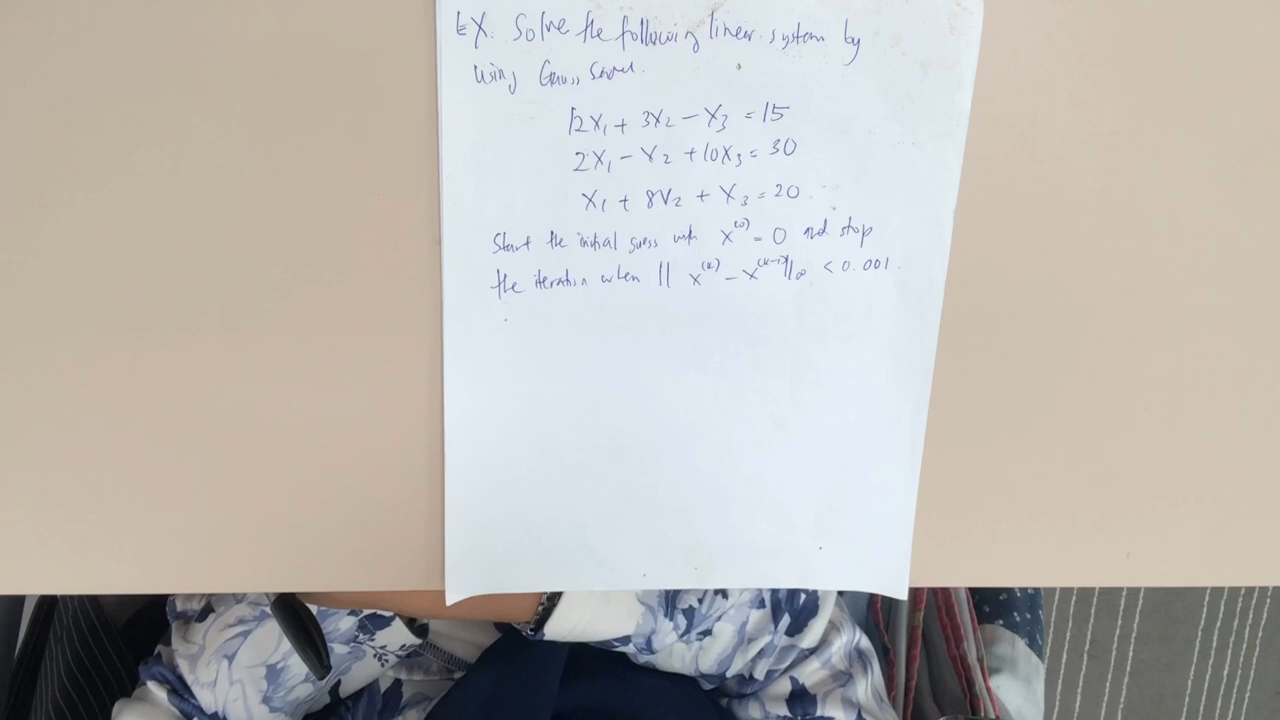 EX. Solve the following linear system by
using Gauss Seidel.
12X₁ + 3X₂ - X₃ = 15
2X₁ - X₂ + 10X₃ = 30
X₁ + 8X₂ + X₃ = 20
Start the initial guess with X⁽⁰⁾ = 0 and stop
the iteration when || X⁽ᵏ⁾ - X⁽ᵏ⁻¹⁾||∞ < 0.001.